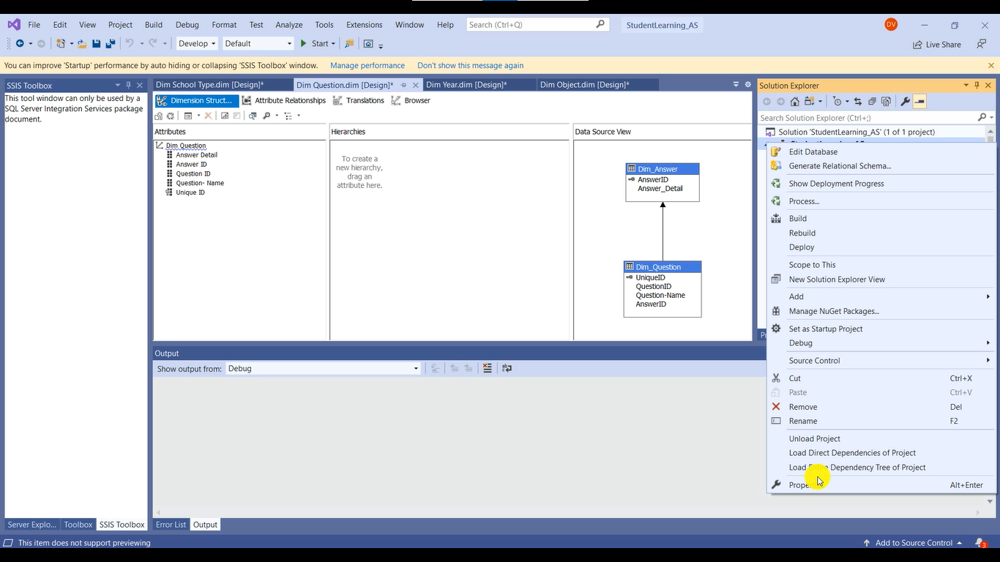 File Edit View Project Build Debug Format Test Analyze Tools Extensions Window Help Search (Ctrl+Q) StudentLearning_AS DV
Develop Default Start Live Share
You can improve 'Startup' performance by auto hiding or collapsing 'SSIS Toolbox' window. Manage performance Don't show this message again
SSIS Toolbox
This tool window can only be used by a
SQL Server Integration Services package
document.
Dim School Type.dim [Design]* Dim Question.dim [Design]* Dim Year.dim [Design]* Dim Object.dim [Design]*
Dimension Struct... Attribute Relationships Translations Browser
Attributes
Dim Question
Answer Detail
Answer ID
Question ID
Question- Name
Unique ID
Hierarchies
To create a
new hierarchy,
drag an
attribute here.
Data Source View
Dim_Answer
AnswerID
Answer_Detail
Dim_Question
UniqueID
QuestionID
Question-Name
AnswerID
Output
Show output from: Debug
Solution Explorer
Search Solution Explorer (Ctrl+;)
Solution 'StudentLearning_AS' (1 of 1 project)
Edit Database
Generate Relational Schema...
Show Deployment Progress
Process...
Build
Rebuild
Deploy
Scope to This
New Solution Explorer View
Add
Manage NuGet Packages...
Set as Startup Project
Debug
Source Control
Cut Ctrl+X
Paste Ctrl+V
Remove Del
Rename F2
Unload Project
Load Direct Dependencies of Project
Load Entire Dependency Tree of Project
Properties Alt+Enter
Server Explo... Toolbox SSIS Toolbox Error List Output
This item does not support previewing Add to Source Control 3